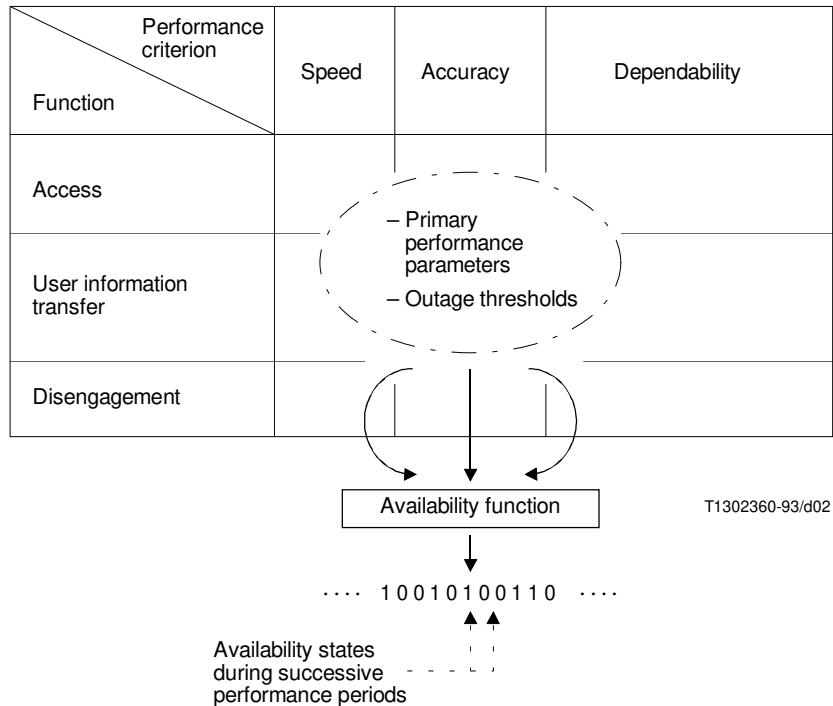 Performance
criterion
Function
Speed
Accuracy
Dependability
Access
– Primary
performance
parameters
– Outage thresholds
User information
transfer
Disengagement
Availability function
T1302360-93/d02
.... 1 0 0 1 0 1 0 0 1 1 0 ....
Availability states
during successive
performance periods